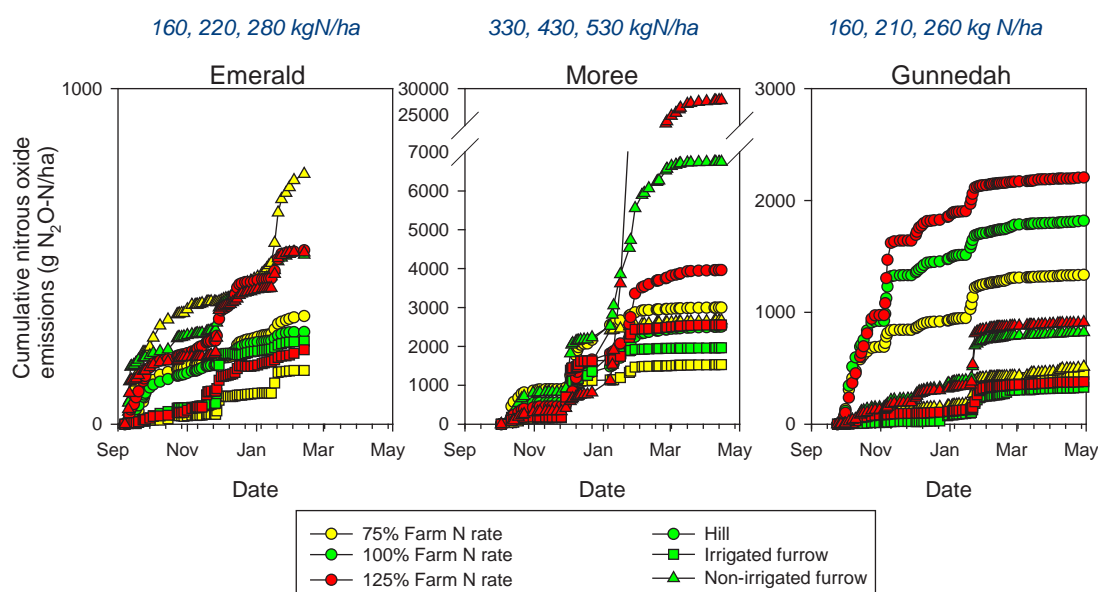 160, 220, 280 kgN/ha
330, 430, 530 kgN/ha
160, 210, 260 kg N/ha
Emerald
Moree
Gunnedah
Cumulative nitrous oxide
emissions (g N₂O-N/ha)
1000
0
Sep Nov Jan Mar May
Date
30000
25000
7000
6000
5000
4000
3000
2000
1000
0
Sep Nov Jan Mar May
Date
3000
2000
1000
0
Sep Nov Jan Mar May
Date
75% Farm N rate
100% Farm N rate
125% Farm N rate
Hill
Irrigated furrow
Non-irrigated furrow